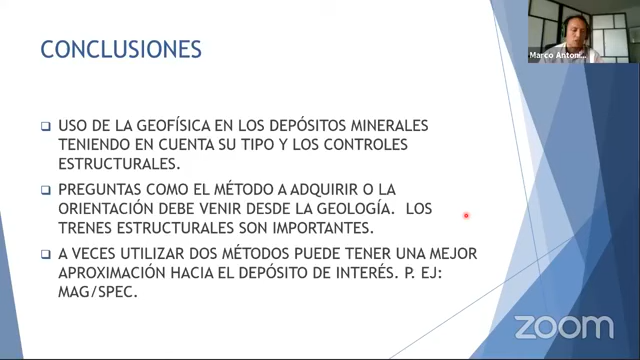 CONCLUSIONES
Marco Antoni...
USO DE LA GEOFÍSICA EN LOS DEPÓSITOS MINERALES
TENIENDO EN CUENTA SU TIPO Y LOS CONTROLES
ESTRUCTURALES.
PREGUNTAS COMO EL MÉTODO A ADQUIRIR O LA
ORIENTACIÓN DEBE VENIR DESDE LA GEOLOGÍA. LOS
TRENES ESTRUCTURALES SON IMPORTANTES.
A VECES UTILIZAR DOS MÉTODOS PUEDE TENER UNA MEJOR
APROXIMACIÓN HACIA EL DEPÓSITO DE INTERÉS. P. EJ:
MAG/SPEC.
zoom